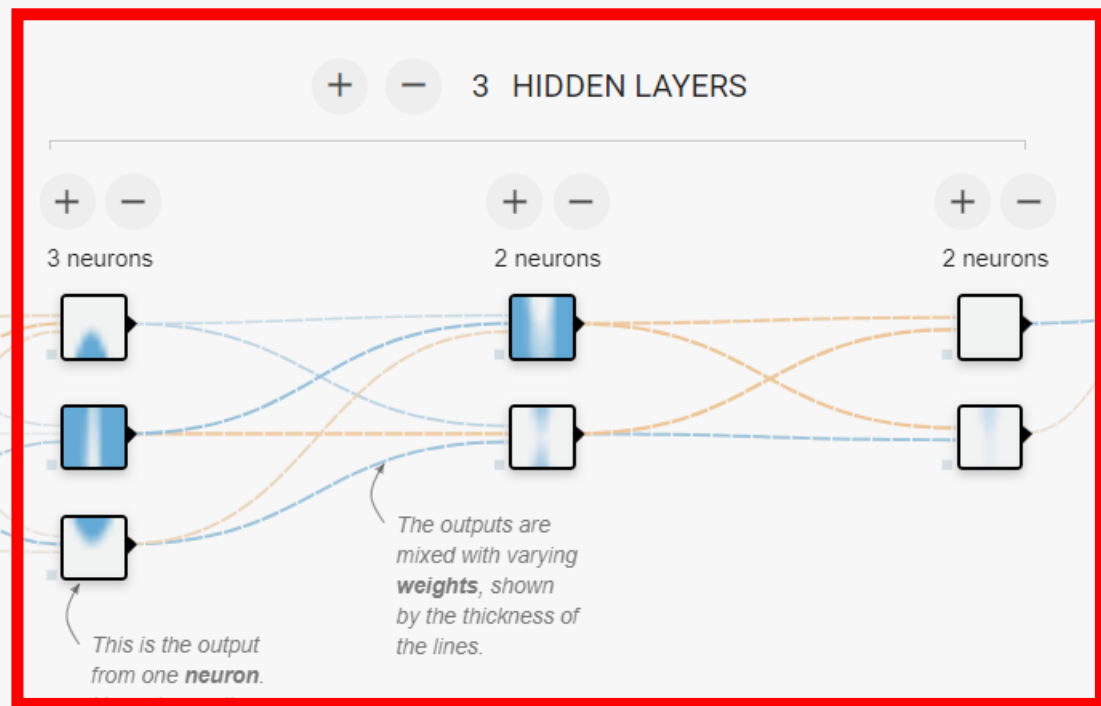 + − 3 HIDDEN LAYERS
+ − + − + −
3 neurons 2 neurons 2 neurons
The outputs are
mixed with varying
weights, shown
by the thickness of
the lines.
This is the output
from one neuron.